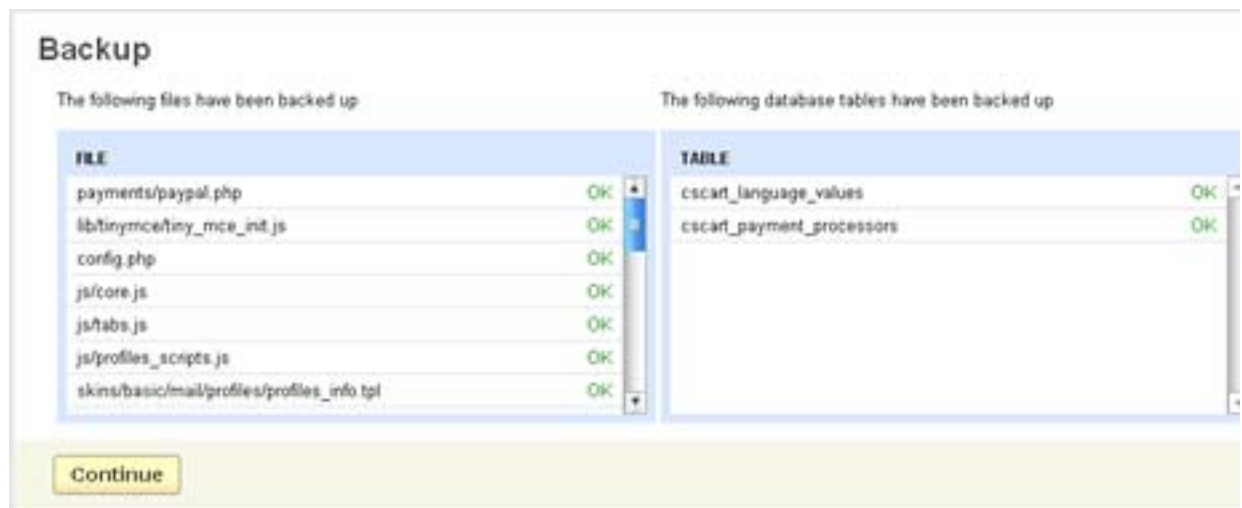 Backup
The following files have been backed up
FILE
payments/paypal.php OK
lib/tinymce/tiny_mce_init.js OK
config.php OK
js/core.js OK
js/tabs.js OK
js/profiles_scripts.js OK
skins/basic/mail/profiles/profiles_info.tpl OK
The following database tables have been backed up
TABLE
cscart_language_values OK
cscart_payment_processors OK
Continue